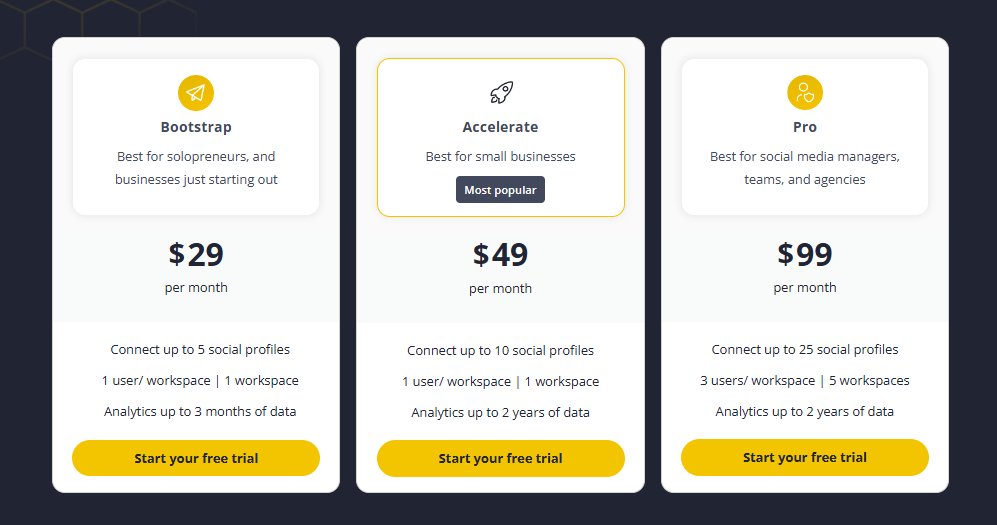 Bootstrap
Best for solopreneurs, and
businesses just starting out
$29
per month
Connect up to 5 social profiles
1 user/ workspace | 1 workspace
Analytics up to 3 months of data
Start your free trial
Accelerate
Best for small businesses
Most popular
$49
per month
Connect up to 10 social profiles
1 user/ workspace | 1 workspace
Analytics up to 2 years of data
Start your free trial
Pro
Best for social media managers,
teams, and agencies
$99
per month
Connect up to 25 social profiles
3 users/ workspace | 5 workspaces
Analytics up to 2 years of data
Start your free trial